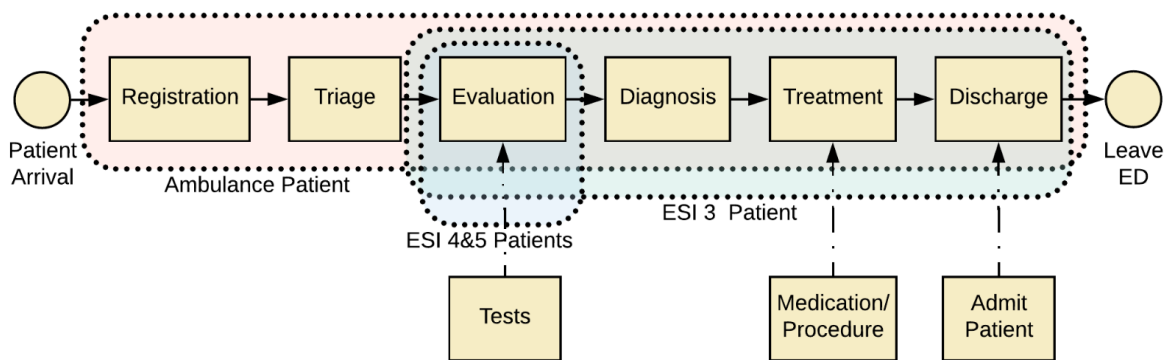 Registration
Triage
Evaluation
Diagnosis
Treatment
Discharge
Patient
Arrival
Leave
ED
Ambulance Patient
ESI 3 Patient
ESI 4&5 Patients
Tests
Medication/
Procedure
Admit
Patient